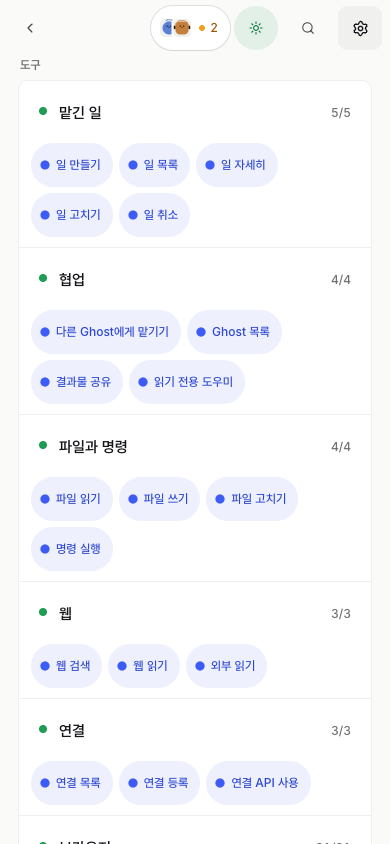 2
도구
맡긴 일 5/5
일 만들기 일 목록 일 자세히
일 고치기 일 취소
협업 4/4
다른 Ghost에게 맡기기 Ghost 목록
결과물 공유 읽기 전용 도우미
파일과 명령 4/4
파일 읽기 파일 쓰기 파일 고치기
명령 실행
웹 3/3
웹 검색 웹 읽기 외부 읽기
연결 3/3
연결 목록 연결 등록 연결 API 사용